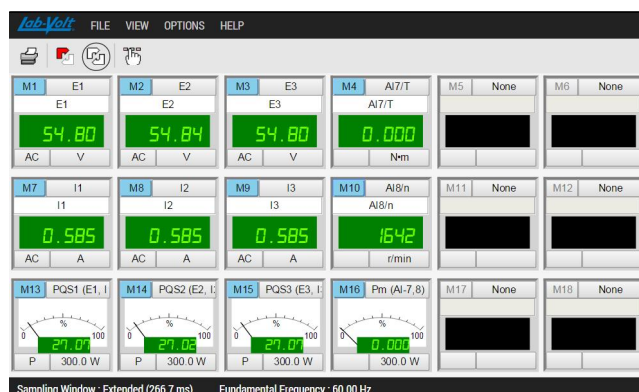 Lab-Volt FILE VIEW OPTIONS HELP
M1 E1 M2 E2 M3 E3 M4 AI7/T M5 None M6 None
E1 E2 E3 AI7/T
54.80 54.84 54.80 0.000
AC V AC V AC V N•m
M7 I1 M8 I2 M9 I3 M10 AI8/n M11 None M12 None
I1 I2 I3 AI8/n
0.585 0.585 0.585 1642
AC A AC A AC A r/min
M13 PQS1 (E1, I M14 PQS2 (E2, I M15 PQS3 (E3, I M16 Pm (AI-7,8) M17 None M18 None
% % % %
0 100 0 100 0 100 0 100
27.07 27.02 27.07 0.000
P 300.0 W P 300.0 W P 300.0 W 300.0 W
Sampling Window : Extended (266.7 ms) Fundamental Frequency : 60.00 Hz